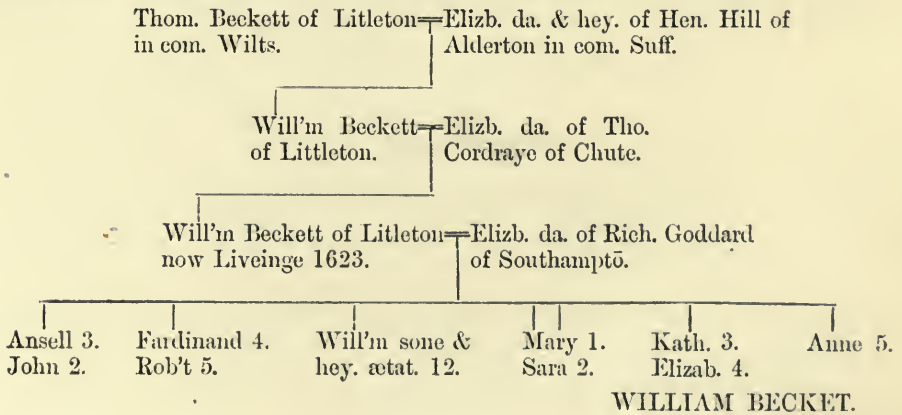 Thom. Beckett of Litleton
in com. Wilts.
Elizb. da. & hey. of Hen. Hill of
Alderton in com. Suff.
Will'm Beckett
of Littleton.
Elizb. da. of Tho.
Cordraye of Chute.
Will'm Beckett of Litleton
now Liveinge 1623.
Elizb. da. of Rich. Goddard
of Southamptō.
Ansell 3.
John 2.
Fardinand 4.
Rob't 5.
Will'm sone &
hey. ætat. 12.
Mary 1.
Sara 2.
Kath. 3.
Elizab. 4.
Anne 5.
WILLIAM BECKET.